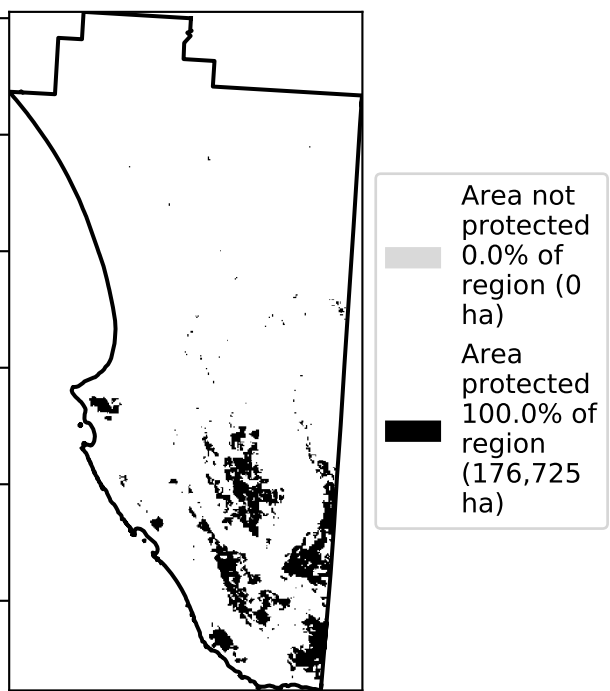 Area not
protected
0.0% of
region (0
ha)
Area
protected
100.0% of
region
(176,725
ha)